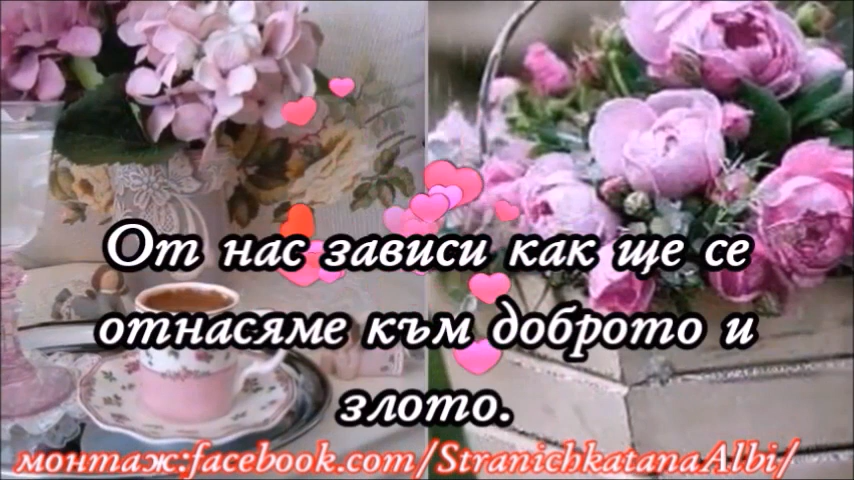 От нас зависи как ще се
отнасяме към доброто и
злото.
монтаж:facebook.com/StranichkatanaAlbi/